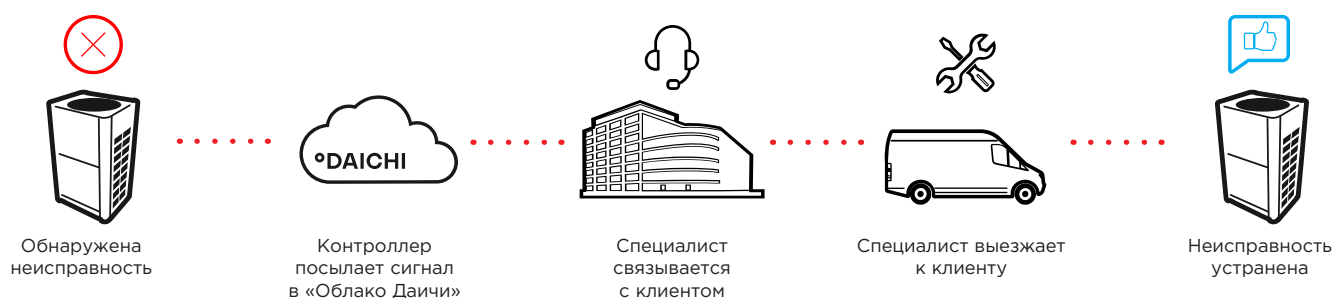 °DAICHI
Обнаружена
неисправность
Контроллер
посылает сигнал
в «Облако Даичи»
Специалист
связывается
с клиентом
Специалист выезжает
к клиенту
Неисправность
устранена